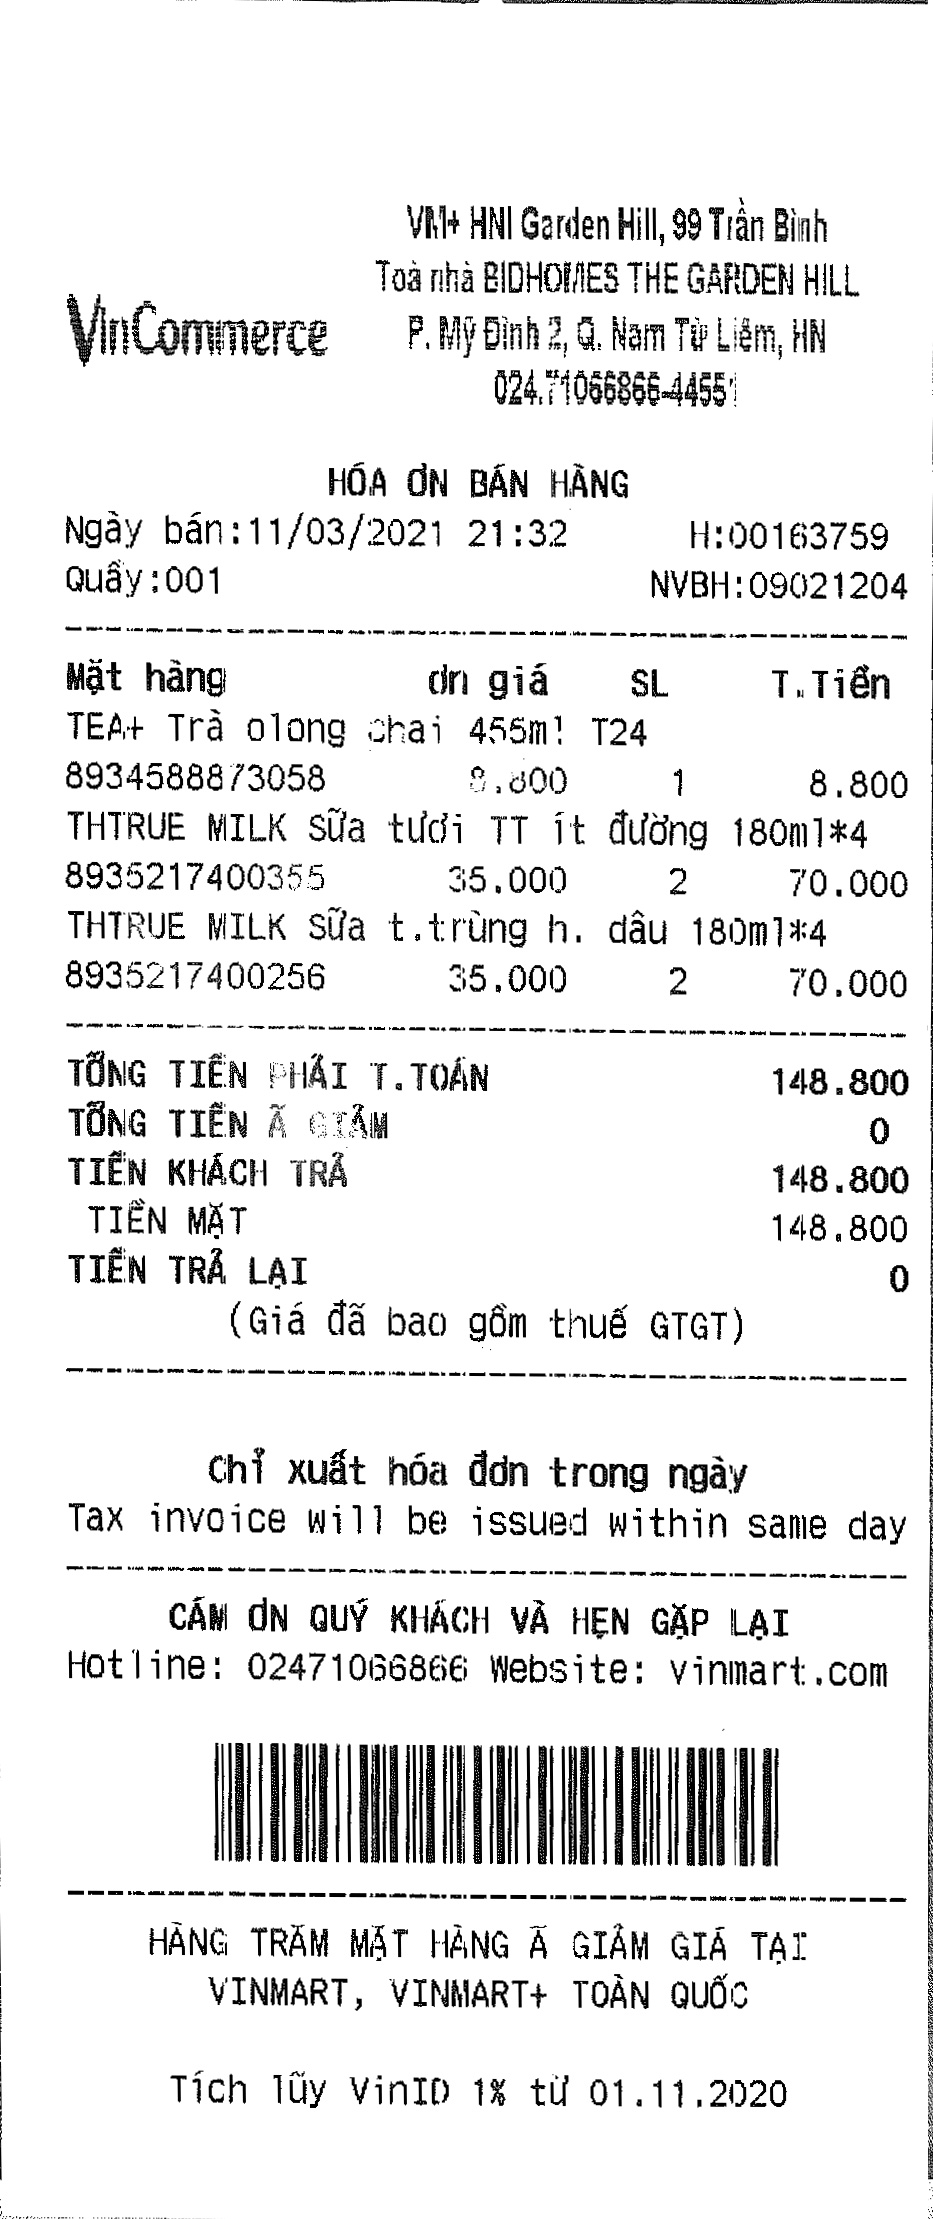 VM+ HNI Garden Hill, 99 Trần Bình
Toà nhà BIDHOMES THE GARDEN HILL
VinCommerce
P. Mỹ Đình 2, Q. Nam Từ Liêm, HN
024.71066866-44551
HÓA ƠN BÁN HÀNG
Ngày bán:11/03/2021 21:32 H:00163759
Quầy:001 NVBH:09021204
Mặt hàng ơn giá SL T.Tiền
TEA+ Trà olong chai 455ml T24
8934588873058 8.800 1 8.800
THTRUE MILK Sữa tươi TT ít đường 180ml*4
8935217400355 35.000 2 70.000
THTRUE MILK Sữa t.trùng h. dâu 180ml*4
8935217400256 35.000 2 70.000
TỔNG TIỀN PHẢI T.TOÁN 148.800
TỔNG TIỀN Ã GIẢM 0
TIỀN KHÁCH TRẢ 148.800
TIỀN MẶT 148.800
TIỀN TRẢ LẠI 0
(Giá đã bao gồm thuế GTGT)
Chỉ xuất hóa đơn trong ngày
Tax invoice will be issued within same day
CẢM ƠN QUÝ KHÁCH VÀ HẸN GẶP LẠI
Hotline: 02471066866 Website: vinmart.com
HÀNG TRĂM MẶT HÀNG Ã GIẢM GIÁ TẠI
VINMART, VINMART+ TOÀN QUỐC
Tích lũy VinID 1% từ 01.11.2020